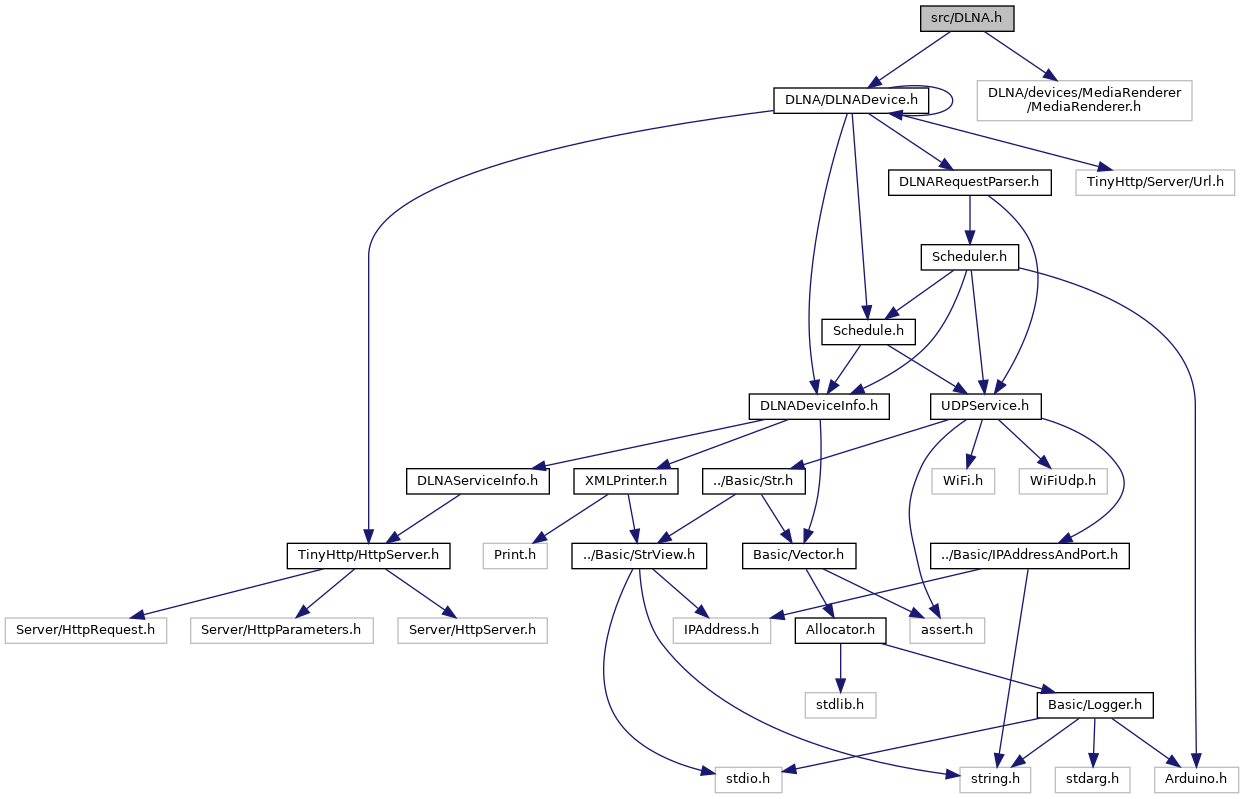 src/DLNA.h
DLNA/DLNADevice.h
DLNA/devices/MediaRenderer
/MediaRenderer.h
DLNARequestParser.h
TinyHttp/Server/Url.h
Scheduler.h
Schedule.h
DLNADeviceInfo.h
UDPService.h
DLNAServiceInfo.h
XMLPrinter.h
../Basic/Str.h
WiFi.h
WiFiUdp.h
TinyHttp/HttpServer.h
Print.h
../Basic/StrView.h
Basic/Vector.h
../Basic/IPAddressAndPort.h
Server/HttpRequest.h
Server/HttpParameters.h
Server/HttpServer.h
IPAddress.h
Allocator.h
assert.h
stdlib.h
Basic/Logger.h
stdio.h
string.h
stdarg.h
Arduino.h